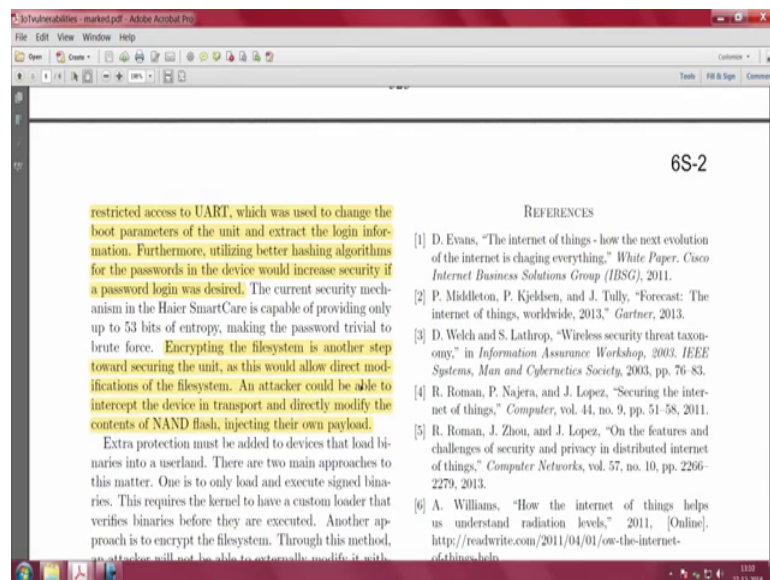 IoTvulnerabilities - marked.pdf - Adobe Acrobat Pro
File Edit View Window Help
Open Create
Customize
Tools Fill & Sign Comment
6S-2
restricted access to UART, which was used to change the
boot parameters of the unit and extract the login infor-
mation. Furthermore, utilizing better hashing algorithms
for the passwords in the device would increase security if
a password login was desired. The current security mech-
anism in the Haier SmartCare is capable of providing only
up to 53 bits of entropy, making the password trivial to
brute force. Encrypting the filesystem is another step
toward securing the unit, as this would allow direct mod-
ifications of the filesystem. An attacker could be able to
intercept the device in transport and directly modify the
contents of NAND flash, injecting their own payload.
Extra protection must be added to devices that load bi-
naries into a userland. There are two main approaches to
this matter. One is to only load and execute signed bina-
ries. This requires the kernel to have a custom loader that
verifies binaries before they are executed. Another ap-
proach is to encrypt the filesystem. Through this method,
an attacker will not be able to externally modify it with-
References
[1] D. Evans, “The internet of things - how the next evolution
of the internet is chaging everything,” White Paper. Cisco
Internet Business Solutions Group (IBSG), 2011.
[2] P. Middleton, P. Kjeldsen, and J. Tully, “Forecast: The
internet of things, worldwide, 2013,” Gartner, 2013.
[3] D. Welch and S. Lathrop, “Wireless security threat taxon-
omy,” in Information Assurance Workshop, 2003. IEEE
Systems, Man and Cybernetics Society, 2003, pp. 76–83.
[4] R. Roman, P. Najera, and J. Lopez, “Securing the inter-
net of things,” Computer, vol. 44, no. 9, pp. 51–58, 2011.
[5] R. Roman, J. Zhou, and J. Lopez, “On the features and
challenges of security and privacy in distributed internet
of things,” Computer Networks, vol. 57, no. 10, pp. 2266–
2279, 2013.
[6] A. Williams, “How the internet of things helps
us understand radiation levels,” 2011, [Online].
http://readwrite.com/2011/04/01/ow-the-internet-
of-things-help
13:10